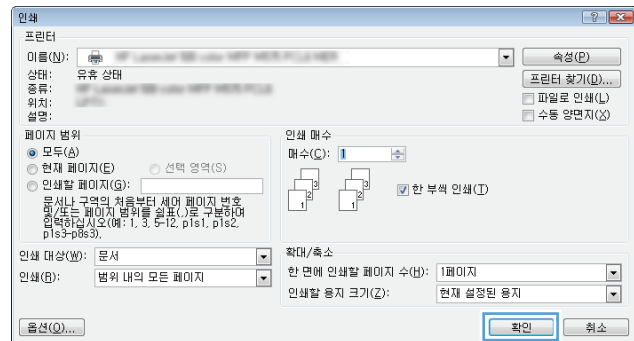 인쇄
프린터
이름(N):
속성(P)
상태: 유휴 상태
프린터 찾기(D)...
종류:
위치:
파일로 인쇄(L)
설명:
수동 양면지(X)
페이지 범위
모두(A)
현재 페이지(E) 선택 영역(S)
인쇄할 페이지(G):
문서나 구역의 처음부터 세어 페이지 번호
및/또는 페이지 범위를 쉼표(,)로 구분하여
입력하십시오(예: 1, 3, 5-12, p1s1, p1s2,
p1s3-p8s3).
인쇄 매수
매수(C): 1
3 3
2 2
1 1
한 부씩 인쇄(T)
인쇄 대상(W): 문서
인쇄(R): 범위 내의 모든 페이지
확대/축소
한 면에 인쇄할 페이지 수(H): 1페이지
인쇄할 용지 크기(Z): 현재 설정된 용지
옵션(O)...
확인 취소